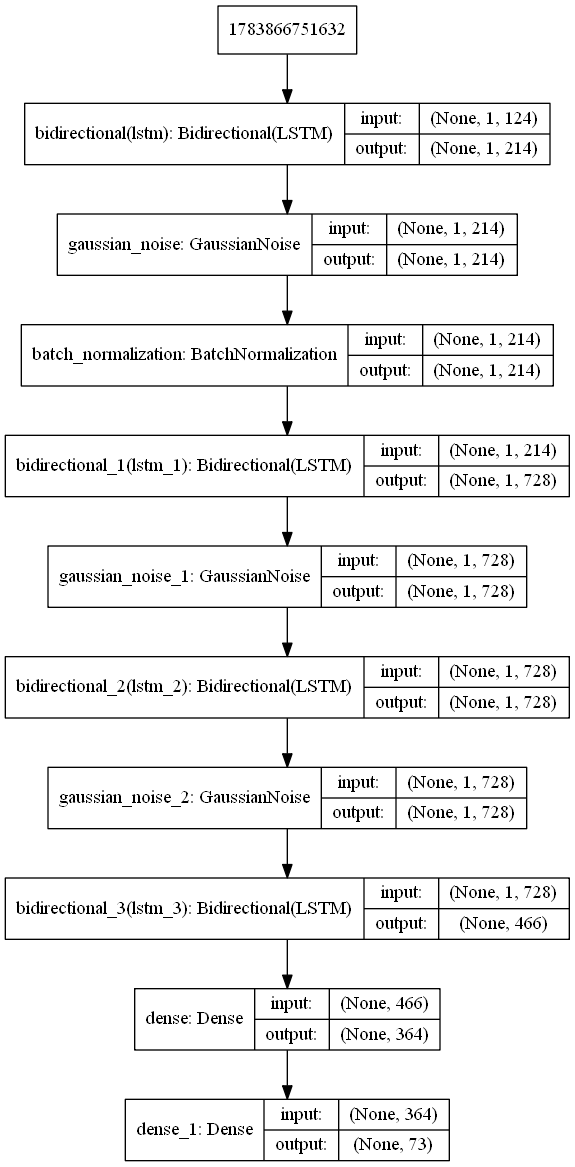 1783866751632
bidirectional(lstm): Bidirectional(LSTM)
input: (None, 1, 124)
output: (None, 1, 214)
gaussian_noise: GaussianNoise
input: (None, 1, 214)
output: (None, 1, 214)
batch_normalization: BatchNormalization
input: (None, 1, 214)
output: (None, 1, 214)
bidirectional_1(lstm_1): Bidirectional(LSTM)
input: (None, 1, 214)
output: (None, 1, 728)
gaussian_noise_1: GaussianNoise
input: (None, 1, 728)
output: (None, 1, 728)
bidirectional_2(lstm_2): Bidirectional(LSTM)
input: (None, 1, 728)
output: (None, 1, 728)
gaussian_noise_2: GaussianNoise
input: (None, 1, 728)
output: (None, 1, 728)
bidirectional_3(lstm_3): Bidirectional(LSTM)
input: (None, 1, 728)
output: (None, 466)
dense: Dense
input: (None, 466)
output: (None, 364)
dense_1: Dense
input: (None, 364)
output: (None, 73)